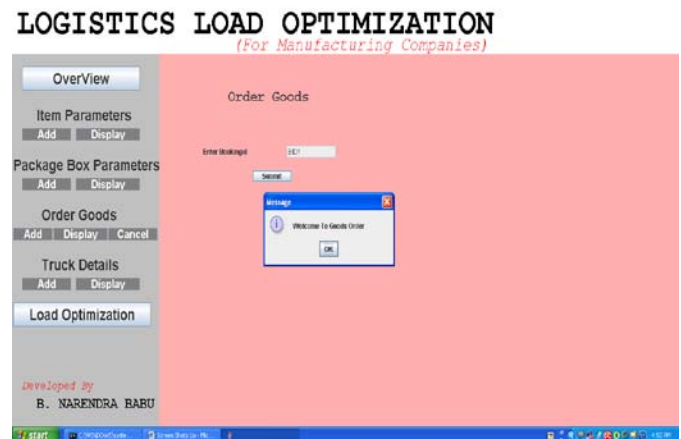 LOGISTICS LOAD OPTIMIZATION
(For Manufacturing Companies)
OverView
Item Parameters
Add Display
Package Box Parameters
Add Display
Order Goods
Add Display Cancel
Truck Details
Add Display
Load Optimization
Developed By
B. NARENDRA BABU
Order Goods
Enter BookingId
Submit
Message
Welcome To Goods Order
OK
start